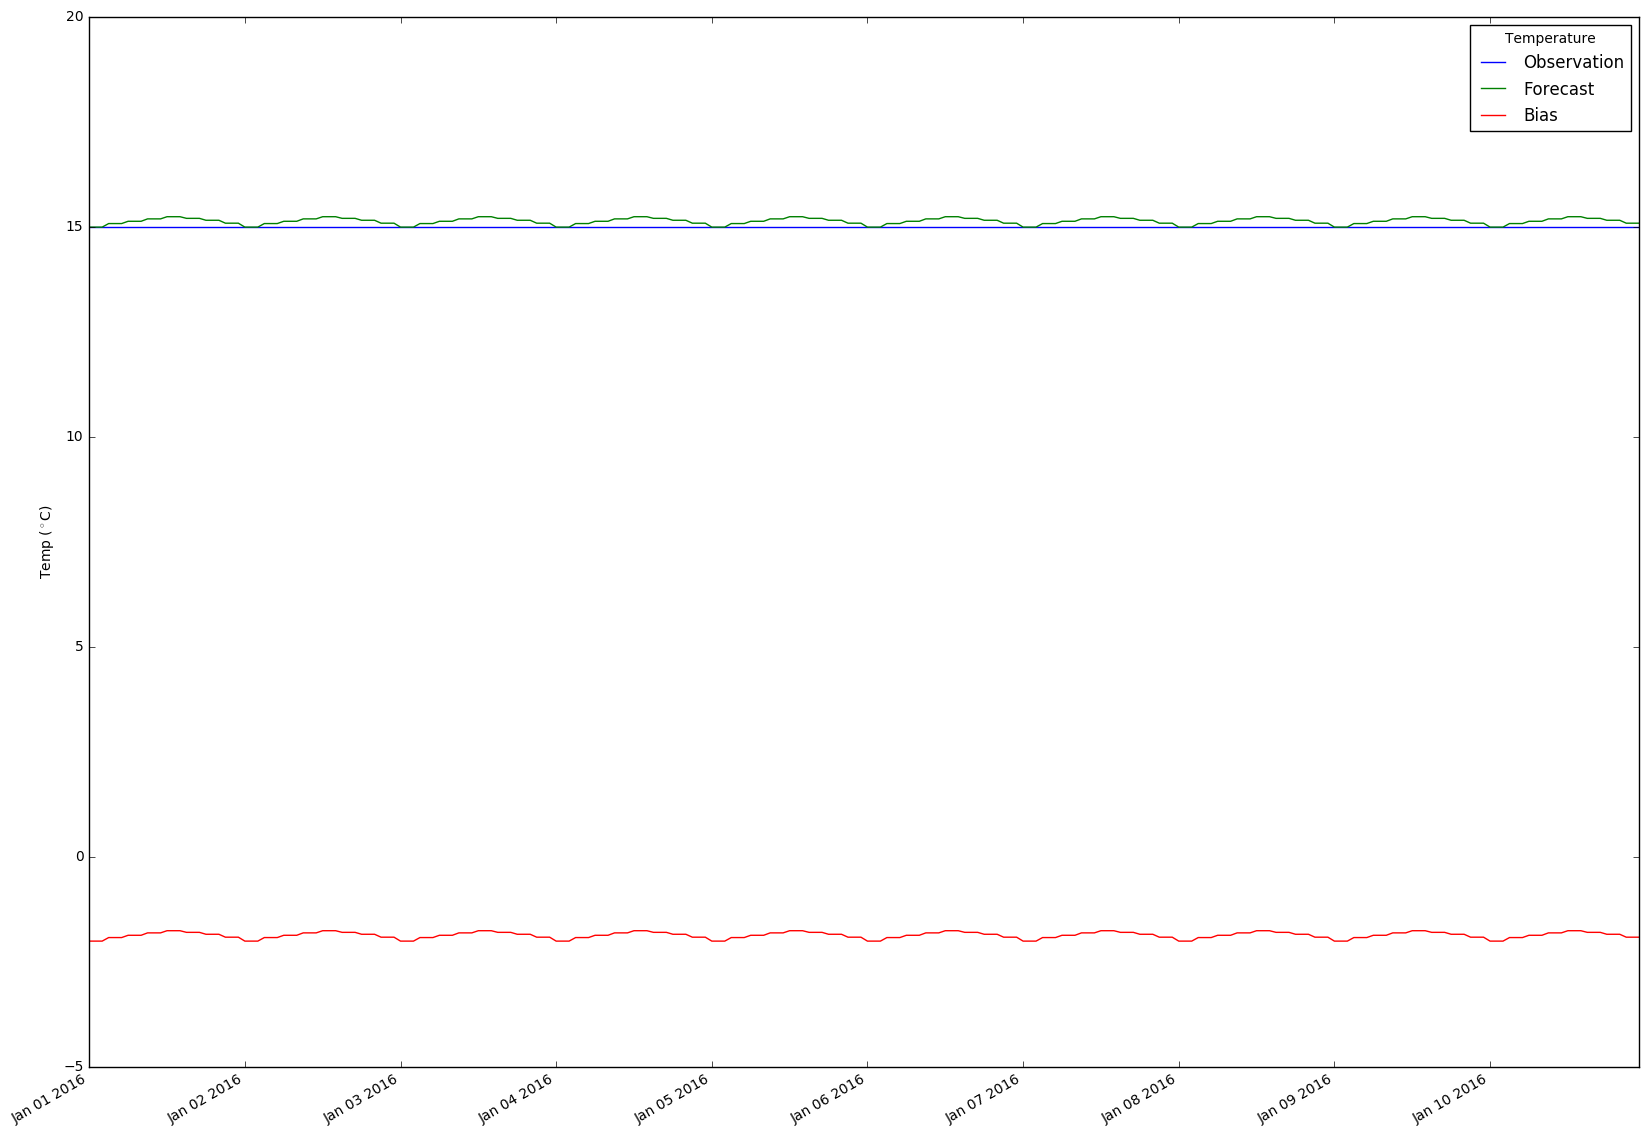 20
15
10
5
0
−5
Temp (°C)
Temperature
Observation
Forecast
Bias
Jan 01 2016
Jan 02 2016
Jan 03 2016
Jan 04 2016
Jan 05 2016
Jan 06 2016
Jan 07 2016
Jan 08 2016
Jan 09 2016
Jan 10 2016